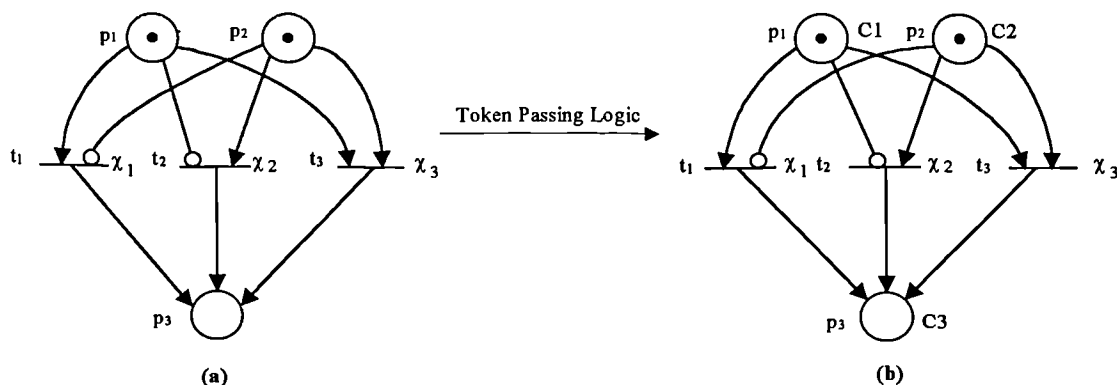 p₁ p₂ p₁ C1 p₂ C2
Token Passing Logic
t₁ χ₁ t₂ χ₂ t₃ χ₃ t₁ χ₁ t₂ χ₂ t₃ χ₃
p₃ p₃ C3
(a) (b)